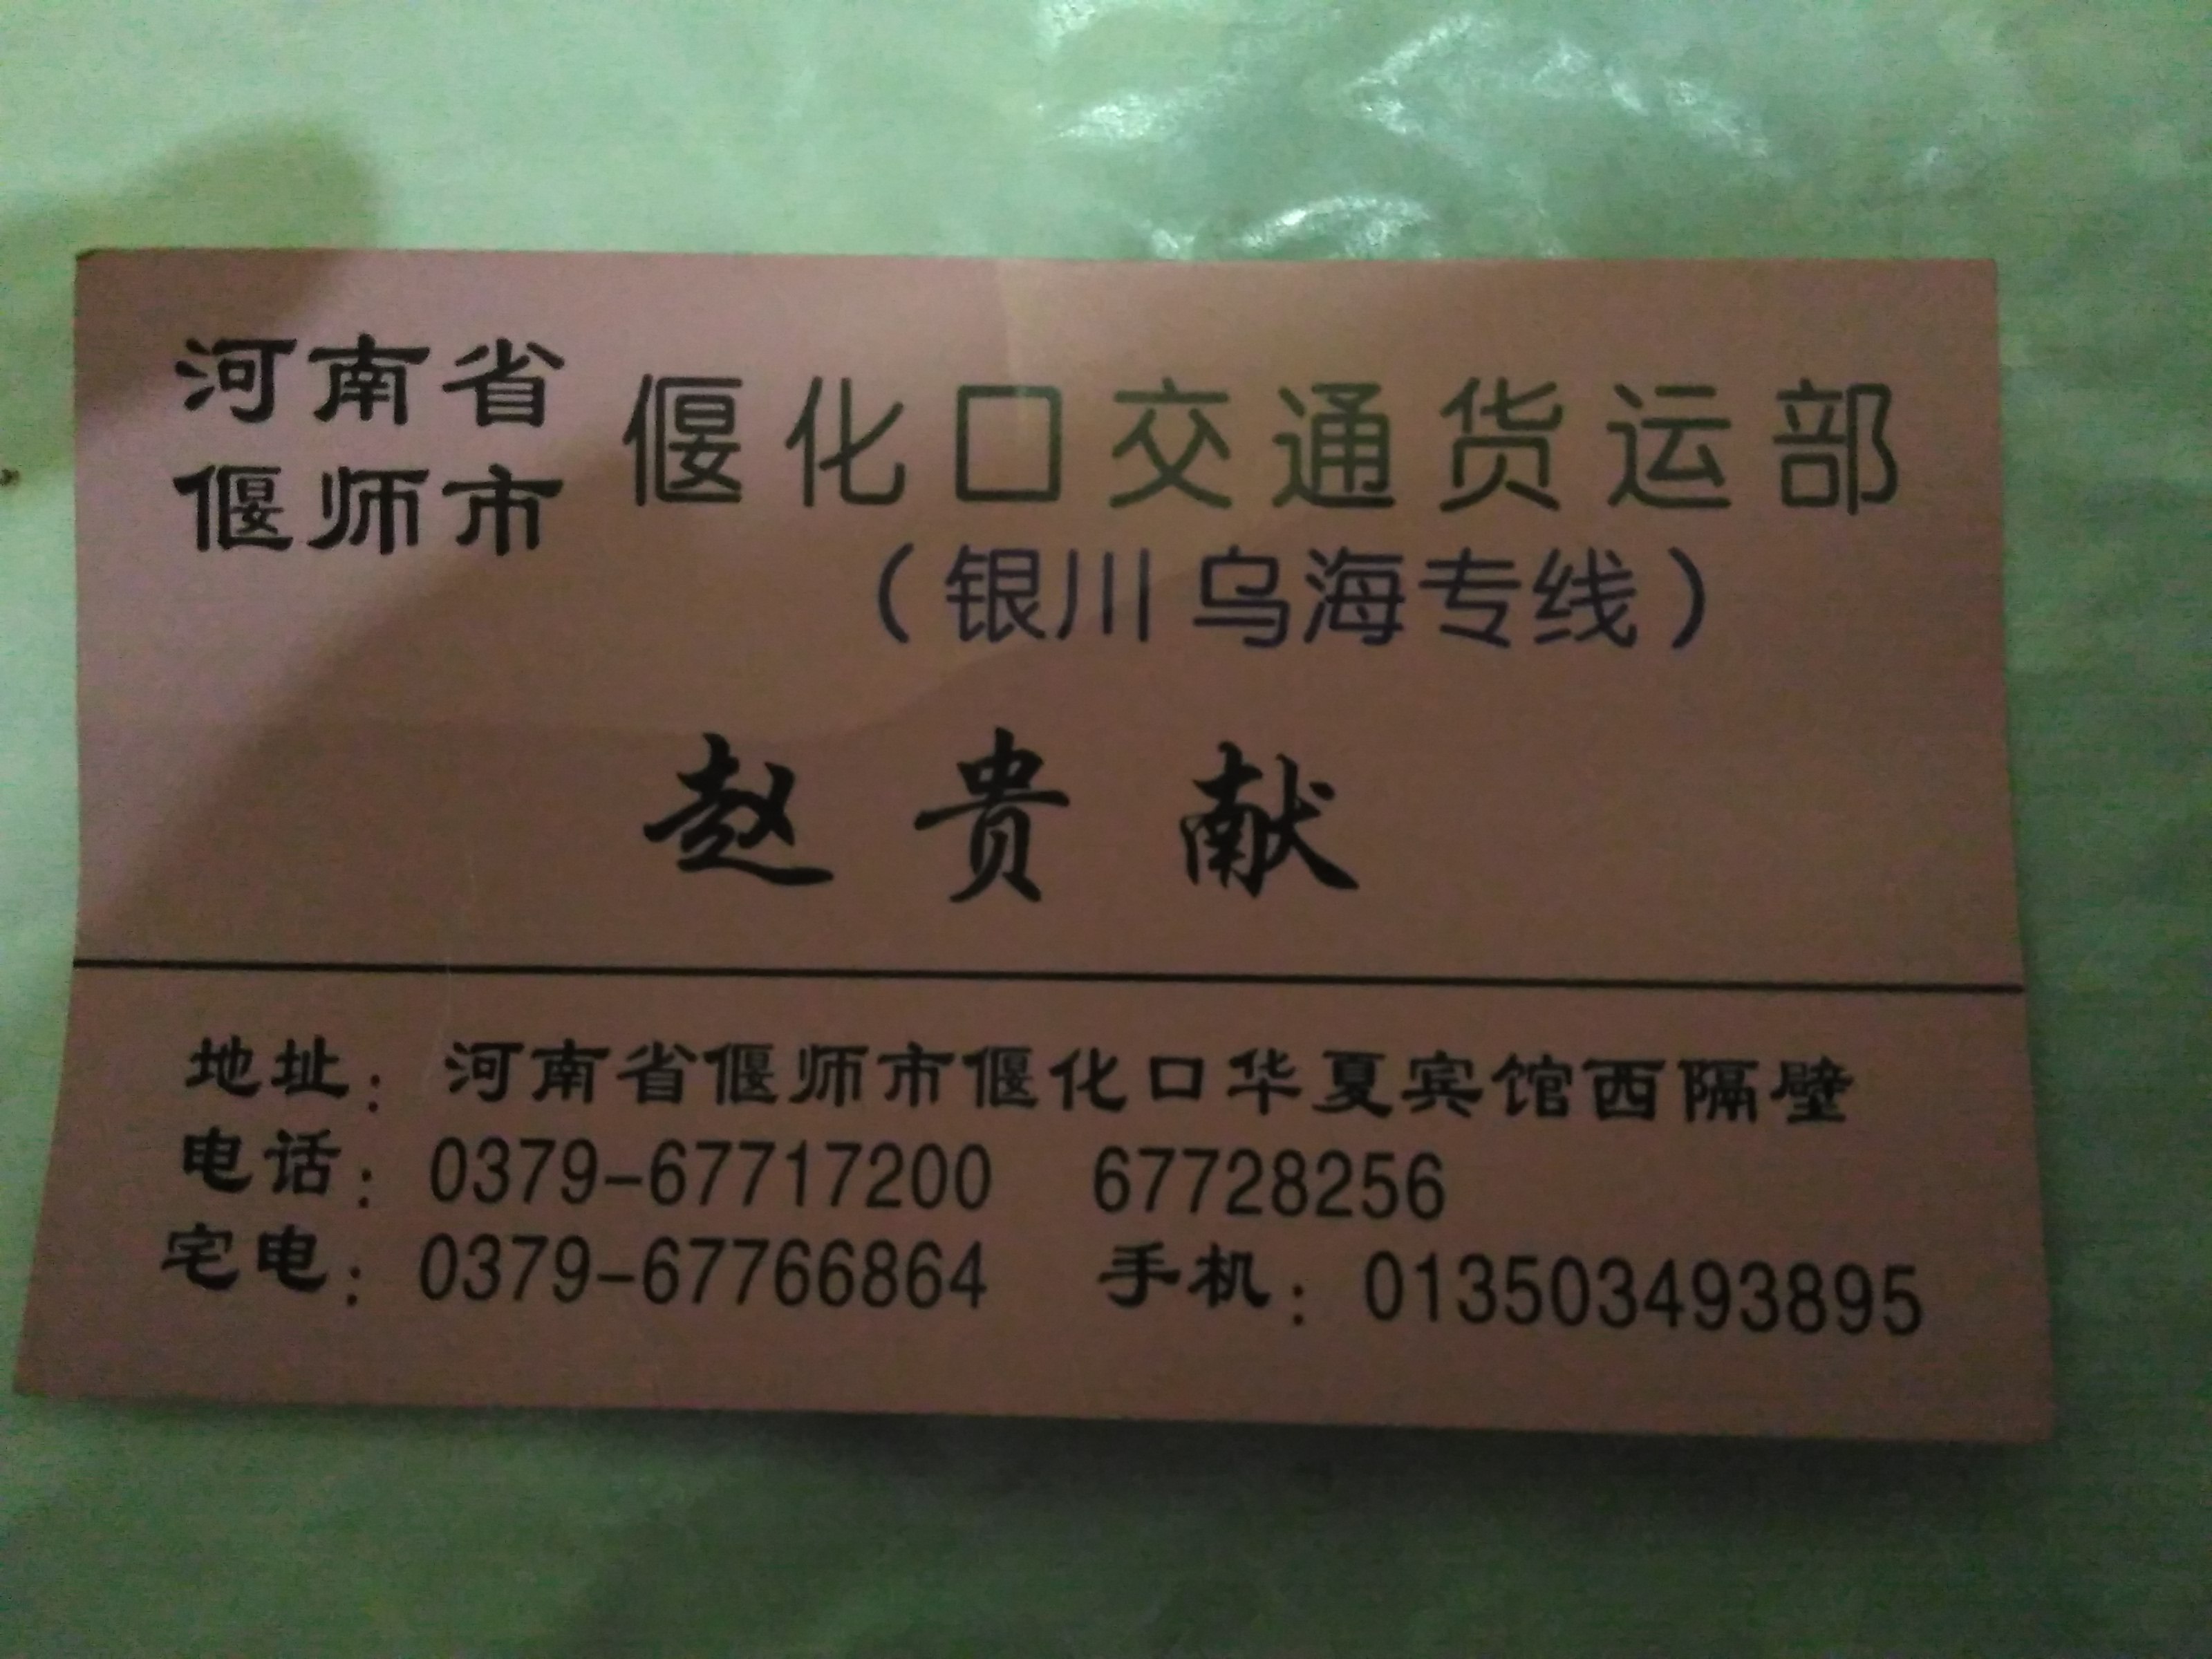 河南省
偃师市
偃化口交通货运部
（银川乌海专线）
赵贵献
地址：河南省偃师市偃化口华夏宾馆西隔壁
电话：0379-67717200 67728256
宅电：0379-67766864 手机：013503493895